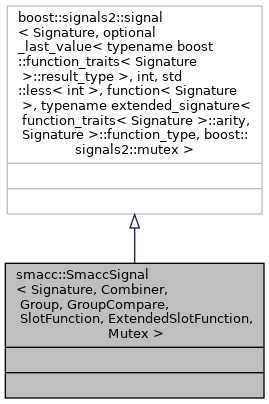 boost::signals2::signal
< Signature, optional
_last_value< typename boost
::function_traits< Signature
>::result_type >, int, std
::less< int >, function< Signature
>, typename extended_signature<
function_traits< Signature >::arity,
Signature >::function_type, boost::
signals2::mutex >
smacc::SmaccSignal
< Signature, Combiner,
Group, GroupCompare,
SlotFunction, ExtendedSlotFunction,
Mutex >